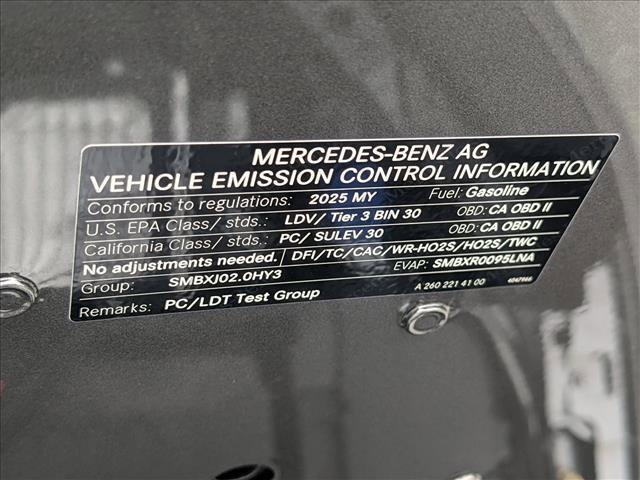 MERCEDES-BENZ AG
VEHICLE EMISSION CONTROL INFORMATION
Conforms to regulations: 2025 MY Fuel: Gasoline
U.S. EPA Class/ stds.: LDV/ Tier 3 BIN 30 OBD: CA OBD II
California Class/ stds.: PC/ SULEV 30 OBD: CA OBD II
No adjustments needed. DFI/TC/CAC/WR-HO2S/HO2S/TWC
Group: SMBXJ02.0HY3 EVAP: SMBXR0095LNA
Remarks: PC/LDT Test Group A 260 221 41 00